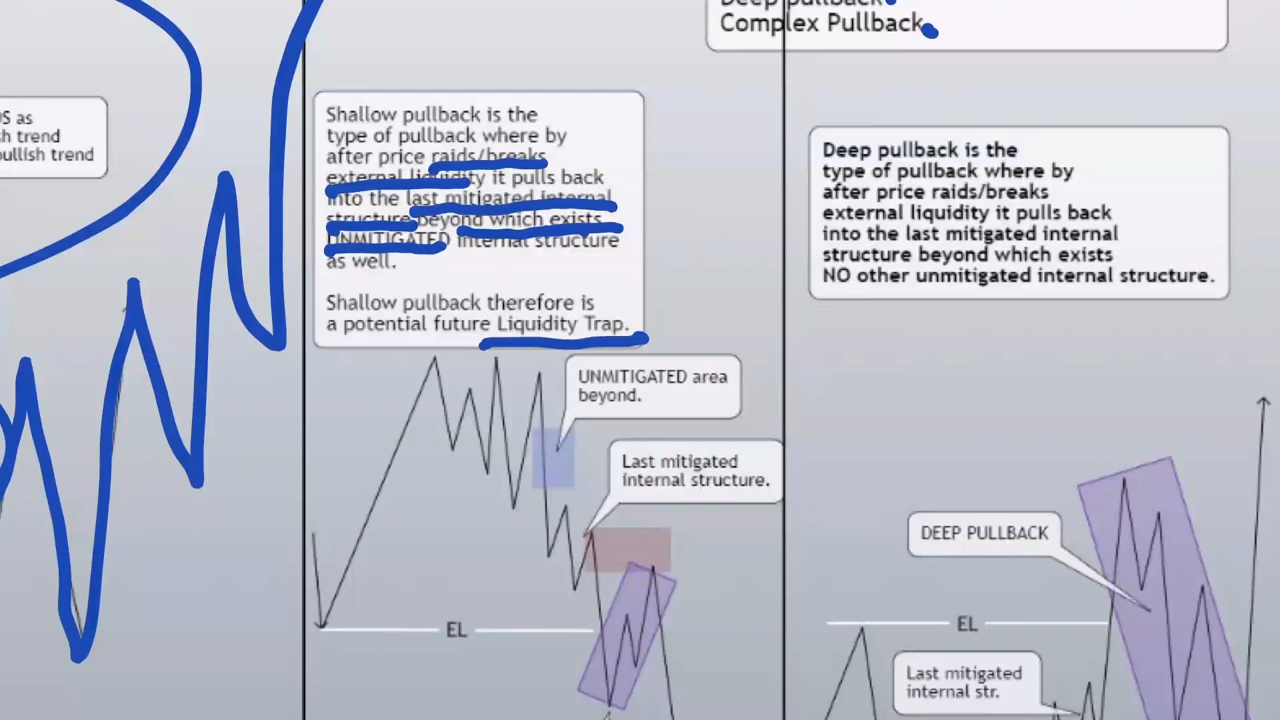 Deep pullback
Complex Pullback
S as
h trend
ullish trend
Shallow pullback is the
type of pullback where by
after price raids/breaks
external liquidity it pulls back
into the last mitigated internal
structure beyond which exists
UNMITIGATED internal structure
as well.
Shallow pullback therefore is
a potential future Liquidity Trap.
UNMITIGATED area
beyond.
Last mitigated
internal structure.
EL
Deep pullback is the
type of pullback where by
after price raids/breaks
external liquidity it pulls back
into the last mitigated internal
structure beyond which exists
NO other unmitigated internal structure.
DEEP PULLBACK
EL
Last mitigated
internal str.